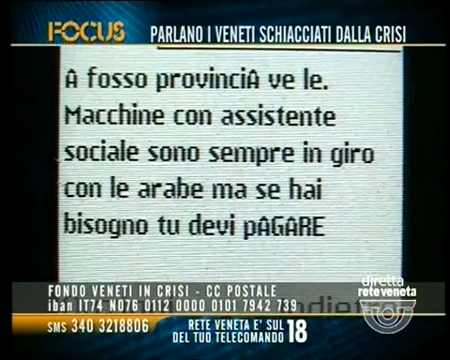 FOCUS
PARLANO I VENETI SCHIACCIATI DALLA CRISI
A fosso provinciA ve le.
Macchine con assistente
sociale sono sempre in giro
con le arabe ma se hai
bisogno tu devi pAGARE
FONDO VENETI IN CRISI - CC POSTALE
iban IT74 N076 0112 0000 0101 7942 739
SMS 340 3218806
RETE VENETA E' SUL
DEL TUO TELECOMANDO 18
diretta
reteveneta